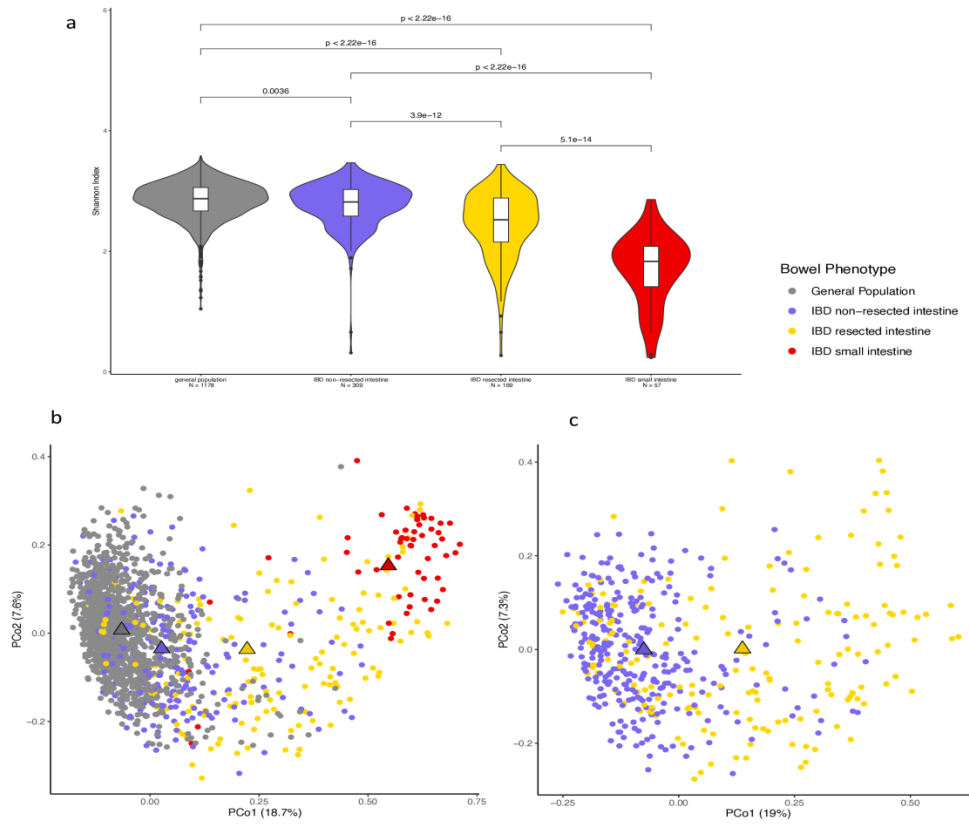 a
6
p < 2.22e−16
p < 2.22e−16
p < 2.22e−16
0.0036
3.9e−12
5.1e−14
4
2
0
Shannon Index
general population
N = 1178
IBD non−resected intestine
N = 309
IBD resected intestine
N = 169
IBD small intestine
N = 57
Bowel Phenotype
General Population
IBD non−resected intestine
IBD resected intestine
IBD small intestine
b
0.4
0.2
0.0
−0.2
PCo2 (7.6%)
0.00
0.25
0.50
0.75
PCo1 (18.7%)
c
0.4
0.2
0.0
−0.2
PCo2 (7.3%)
−0.25
0.00
0.25
0.50
PCo1 (19%)